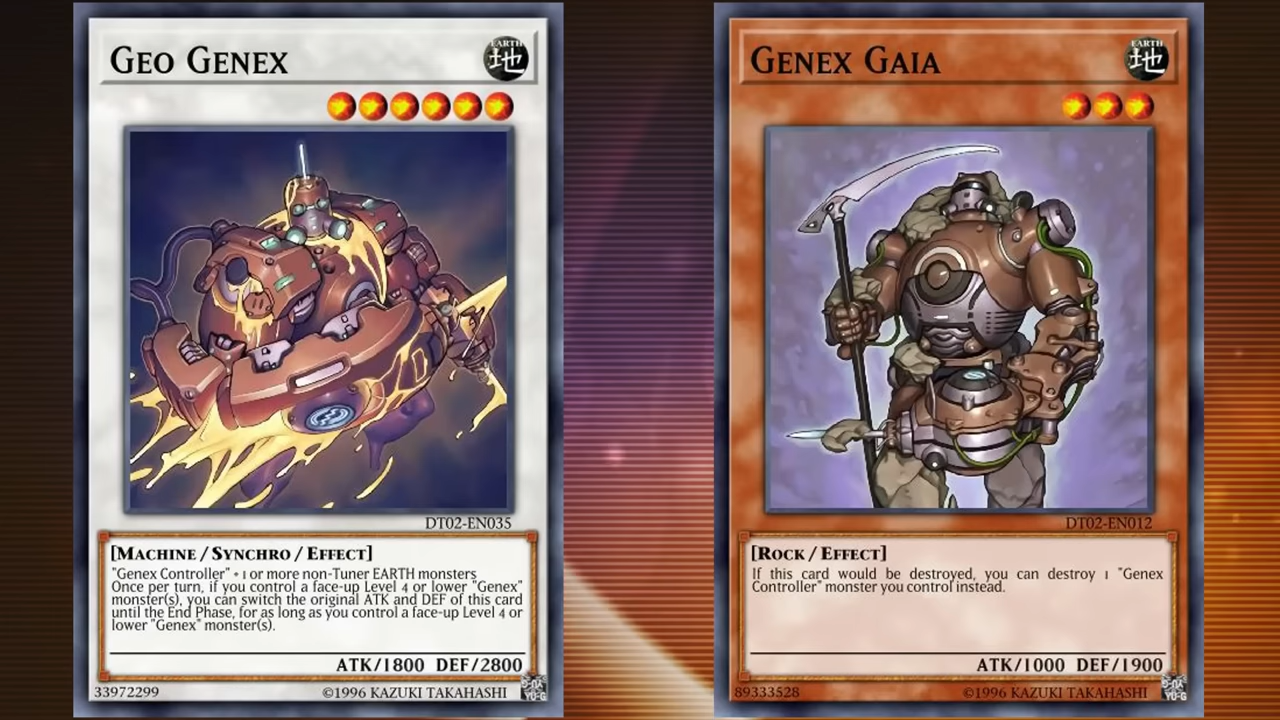 GEO GENEX
EARTH
地
DT02-EN035
[MACHINE / SYNCHRO / EFFECT]
"Genex Controller" + 1 or more non-Tuner EARTH monsters
Once per turn, if you control a face-up Level 4 or lower "Genex"
monster(s), you can switch the original ATK and DEF of this card
until the End Phase, for as long as you control a face-up Level 4 or
lower "Genex" monster(s).
ATK/1800 DEF/2800
33972299
©1996 KAZUKI TAKAHASHI
GENEX GAIA
EARTH
地
DT02-EN012
[ROCK / EFFECT]
If this card would be destroyed, you can destroy 1 "Genex
Controller" monster you control instead.
ATK/1000 DEF/1900
89333528
©1996 KAZUKI TAKAHASHI